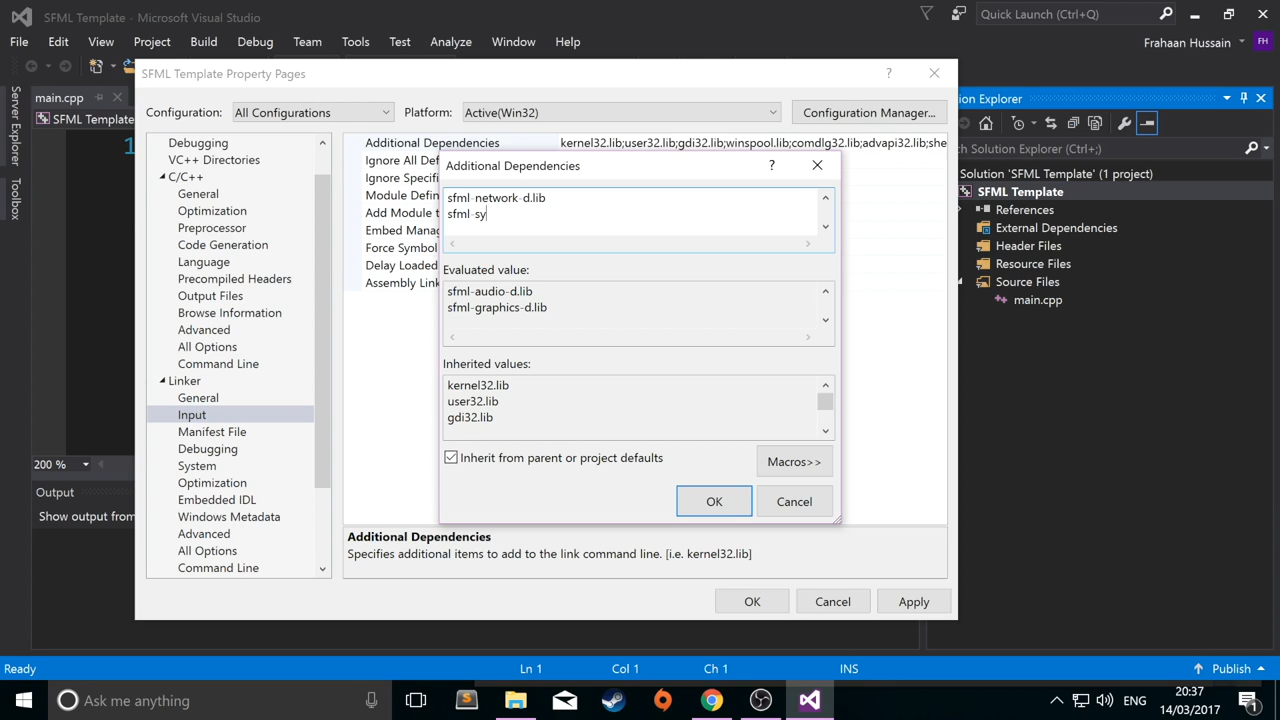 SFML Template - Microsoft Visual Studio
Quick Launch (Ctrl+Q)
File Edit View Project Build Debug Team Tools Test Analyze Window Help
Frahaan Hussain FH
SFML Template Property Pages ?
Configuration: All Configurations Platform: Active(Win32) Configuration Manager...
Server Explorer
Toolbox
main.cpp
SFML Template
1
200 %
Output
Show output from
Debugging
VC++ Directories
C/C++
General
Optimization
Preprocessor
Code Generation
Language
Precompiled Headers
Output Files
Browse Information
Advanced
All Options
Command Line
Linker
General
Input
Manifest File
Debugging
System
Optimization
Embedded IDL
Windows Metadata
Advanced
All Options
Command Line
Additional Dependencies kernel32.lib;user32.lib;gdi32.lib;winspool.lib;comdlg32.lib;advapi32.lib;she
Ignore All Def
Ignore Specifi
Module Defin
Add Module t
Embed Manag
Force Symbol
Delay Loaded
Assembly Link
Additional Dependencies ?
sfml-network-d.lib
sfml-sy
Evaluated value:
sfml-audio-d.lib
sfml-graphics-d.lib
Inherited values:
kernel32.lib
user32.lib
gdi32.lib
Inherit from parent or project defaults
Macros>>
OK Cancel
Additional Dependencies
Specifies additional items to add to the link command line. [i.e. kernel32.lib]
OK Cancel Apply
ion Explorer
Search Solution Explorer (Ctrl+;)
Solution 'SFML Template' (1 project)
SFML Template
References
External Dependencies
Header Files
Resource Files
Source Files
main.cpp
Ready Ln 1 Col 1 Ch 1 INS Publish
Ask me anything
ENG
20:37
14/03/2017
1